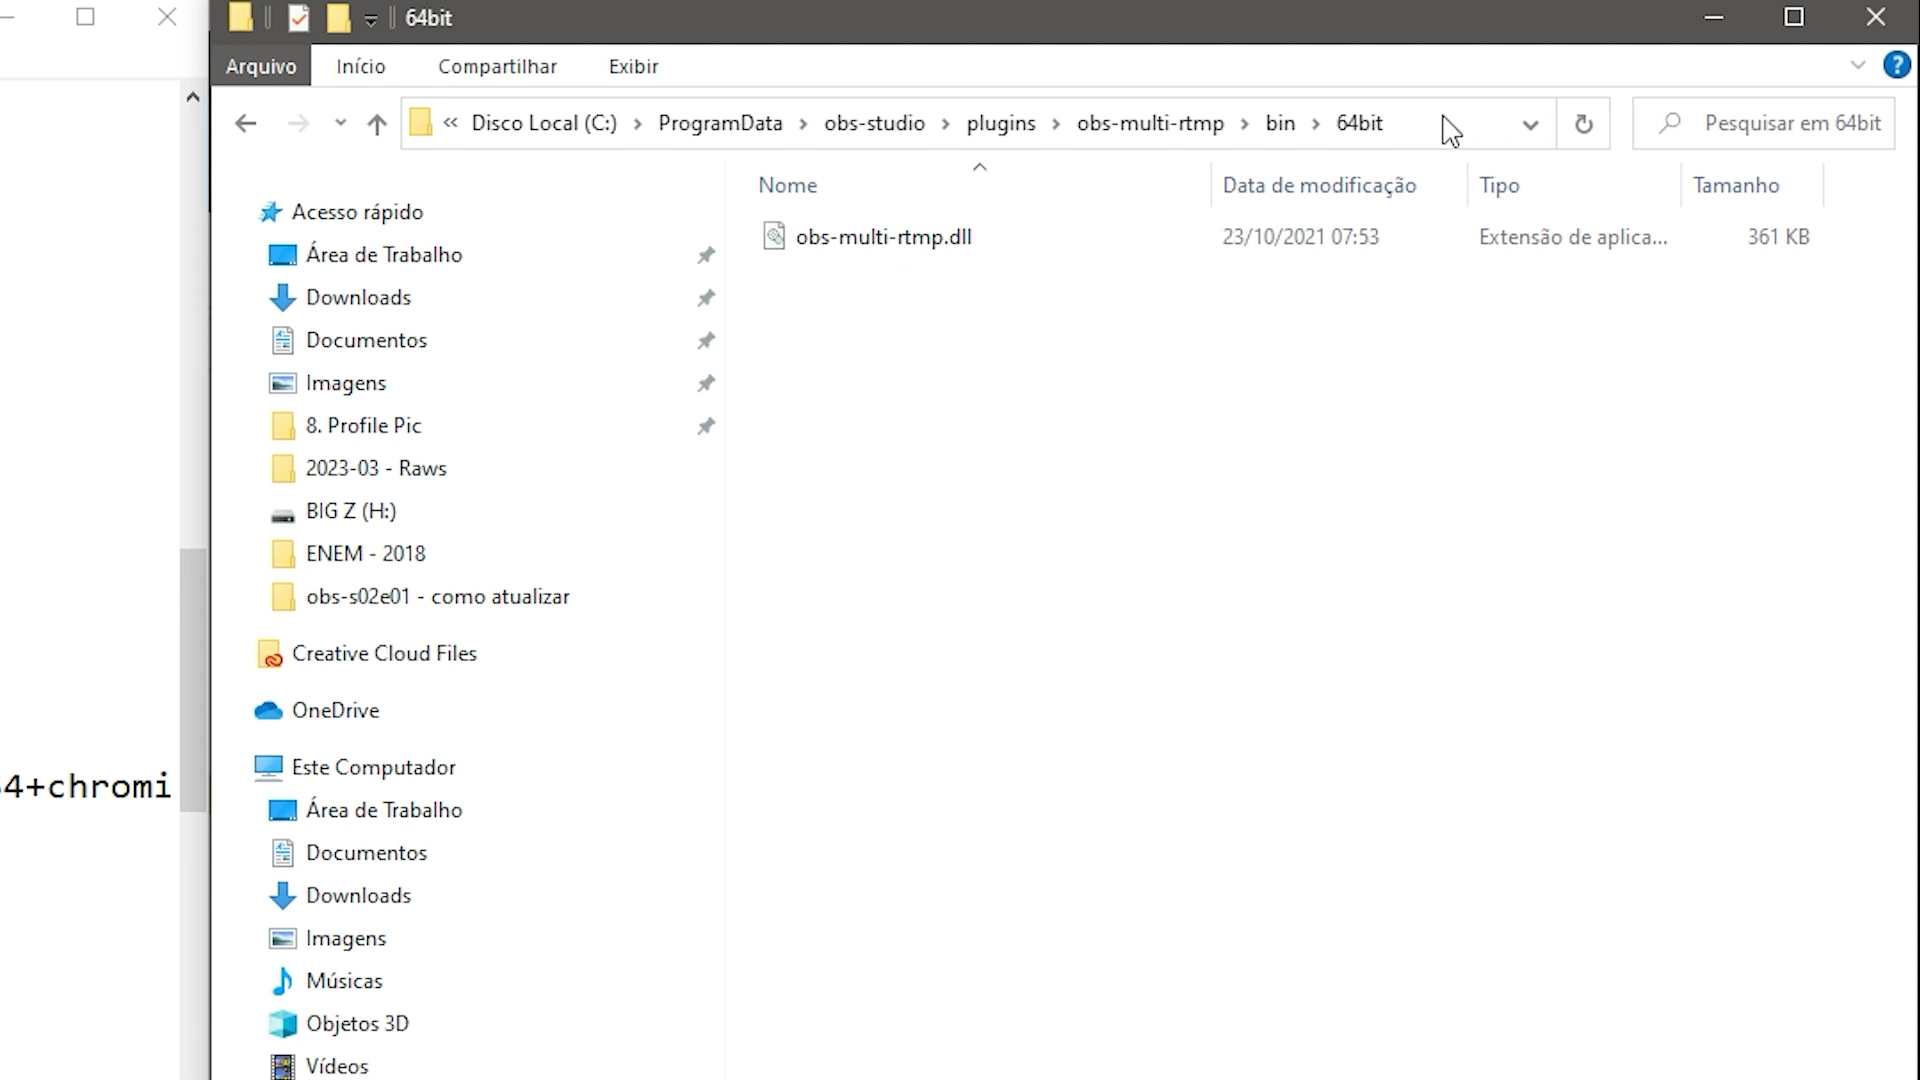 64bit
Arquivo Início Compartilhar Exibir
« Disco Local (C:) › ProgramData › obs-studio › plugins › obs-multi-rtmp › bin › 64bit
Pesquisar em 64bit
Nome Data de modificação Tipo Tamanho
obs-multi-rtmp.dll 23/10/2021 07:53 Extensão de aplica... 361 KB
Acesso rápido
Área de Trabalho
Downloads
Documentos
Imagens
8. Profile Pic
2023-03 - Raws
BIG Z (H:)
ENEM - 2018
obs-s02e01 - como atualizar
Creative Cloud Files
OneDrive
Este Computador
Área de Trabalho
Documentos
Downloads
Imagens
Músicas
Objetos 3D
Vídeos
4+chromi